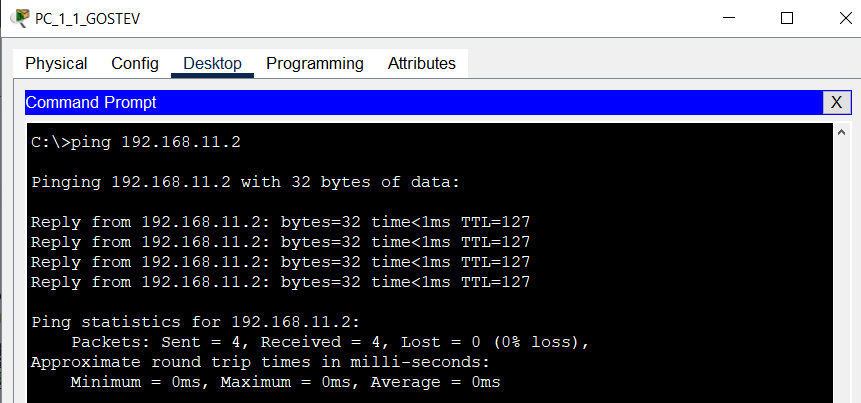 PC_1_1_GOSTEV
Physical Config Desktop Programming Attributes
Command Prompt X
C:\>ping 192.168.11.2
Pinging 192.168.11.2 with 32 bytes of data:
Reply from 192.168.11.2: bytes=32 time<1ms TTL=127
Reply from 192.168.11.2: bytes=32 time<1ms TTL=127
Reply from 192.168.11.2: bytes=32 time<1ms TTL=127
Reply from 192.168.11.2: bytes=32 time<1ms TTL=127
Ping statistics for 192.168.11.2:
    Packets: Sent = 4, Received = 4, Lost = 0 (0% loss),
Approximate round trip times in milli-seconds:
    Minimum = 0ms, Maximum = 0ms, Average = 0ms